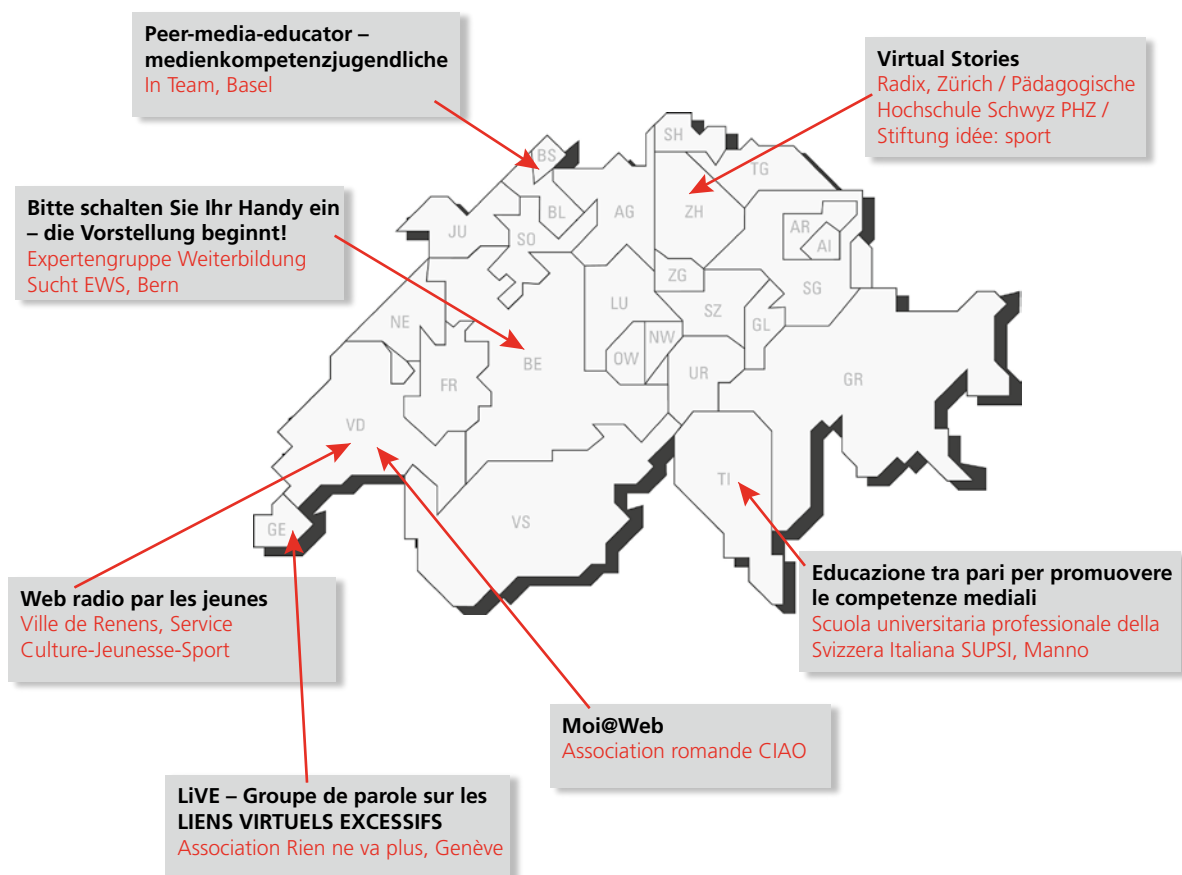 Peer-media-educator –
medienkompetenzjugendliche
In Team, Basel
Virtual Stories
Radix, Zürich / Pädagogische
Hochschule Schwyz PHZ /
Stiftung idée: sport
Bitte schalten Sie Ihr Handy ein
– die Vorstellung beginnt!
Expertengruppe Weiterbildung
Sucht EWS, Bern
SH
BS
TG
BL
AG
ZH
JU
SO
AR
AI
ZG
SG
LU
SZ
NE
GL
NW
OW
BE
UR
FR
GR
VD
TI
VS
GE
Educazione tra pari per promuovere
le competenze mediali
Scuola universitaria professionale della
Svizzera Italiana SUPSI, Manno
Web radio par les jeunes
Ville de Renens, Service
Culture-Jeunesse-Sport
Moi@Web
Association romande CIAO
LiVE – Groupe de parole sur les
LIENS VIRTUELS EXCESSIFS
Association Rien ne va plus, Genève